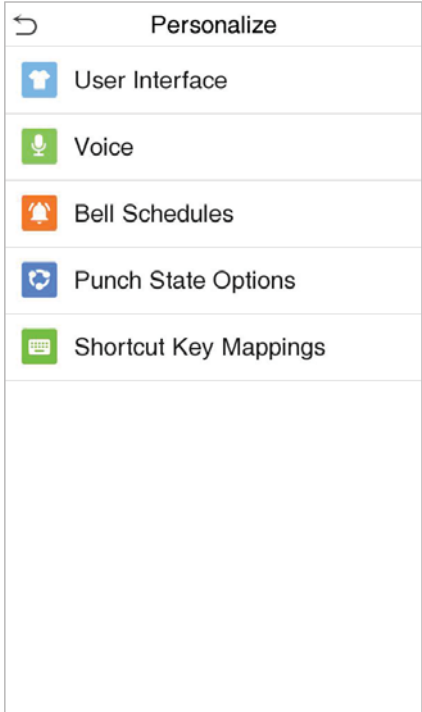 Personalize
User Interface
Voice
Bell Schedules
Punch State Options
Shortcut Key Mappings